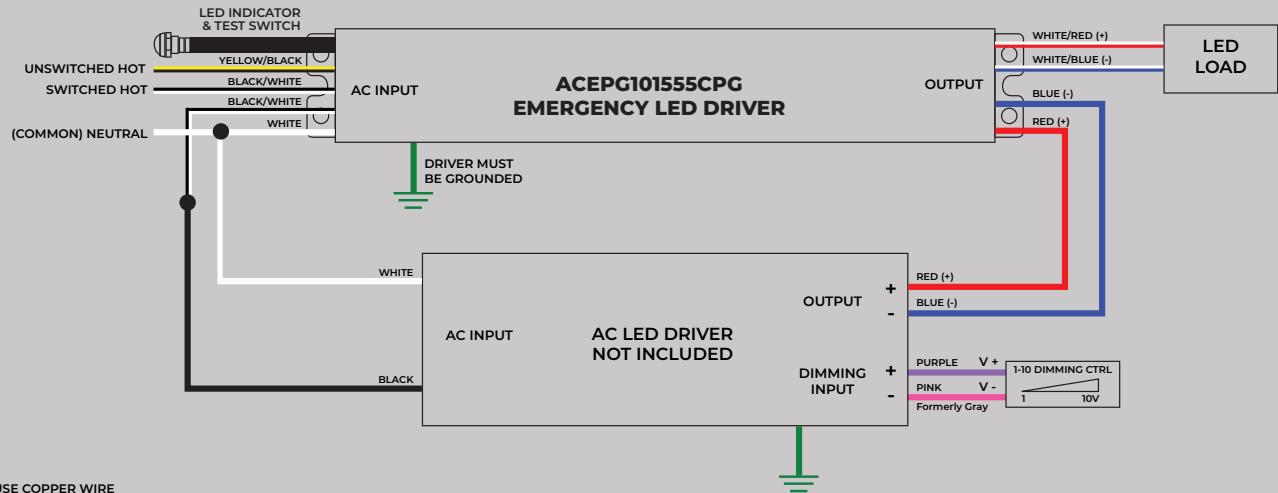 LED INDICATOR
& TEST SWITCH
YELLOW/BLACK
UNSWITCHED HOT
BLACK/WHITE
SWITCHED HOT
BLACK/WHITE
WHITE
(COMMON) NEUTRAL
AC INPUT
ACEPG101555CPG
EMERGENCY LED DRIVER
OUTPUT
WHITE/RED (+)
WHITE/BLUE (-)
BLUE (-)
RED (+)
LED
LOAD
DRIVER MUST
BE GROUNDED
WHITE
BLACK
AC INPUT
AC LED DRIVER
NOT INCLUDED
OUTPUT
+
-
RED (+)
BLUE (-)
DIMMING
INPUT
+
-
PURPLE V +
PINK V -
Formerly Gray
1-10 DIMMING CTRL
1 10V
USE COPPER WIRE